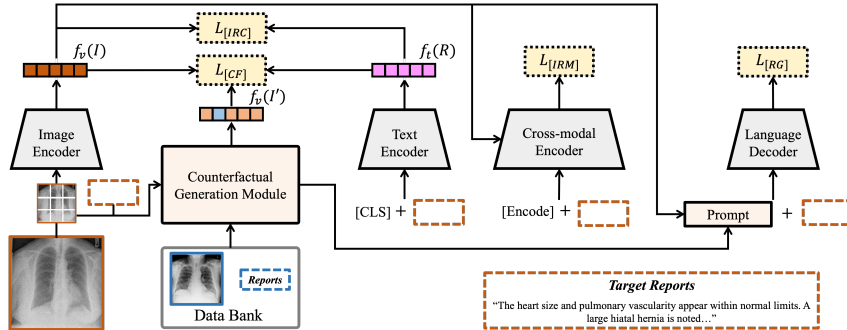 L[IRC]
f_v(I)
f_t(R)
L[CF]
L[IRM]
L[RG]
f_v(I′)
Image
Encoder
Counterfactual
Generation Module
Text
Encoder
Cross-modal
Encoder
Language
Decoder
[CLS] +
[Encode] +
Prompt +
Reports
Data Bank
Target Reports
“The heart size and pulmonary vascularity appear within normal limits. A
large hiatal hernia is noted…”